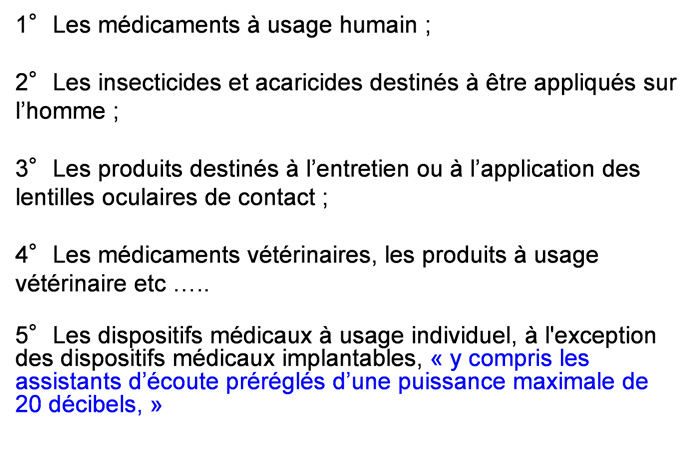 1°  Les médicaments à usage humain ;
2°  Les insecticides et acaricides destinés à être appliqués sur
l’homme ;
3°  Les produits destinés à l’entretien ou à l’application des
lentilles oculaires de contact ;
4°  Les médicaments vétérinaires, les produits à usage
vétérinaire etc …..
5°  Les dispositifs médicaux à usage individuel, à l'exception
des dispositifs médicaux implantables, « y compris les
assistants d’écoute préréglés d’une puissance maximale de
20 décibels, »